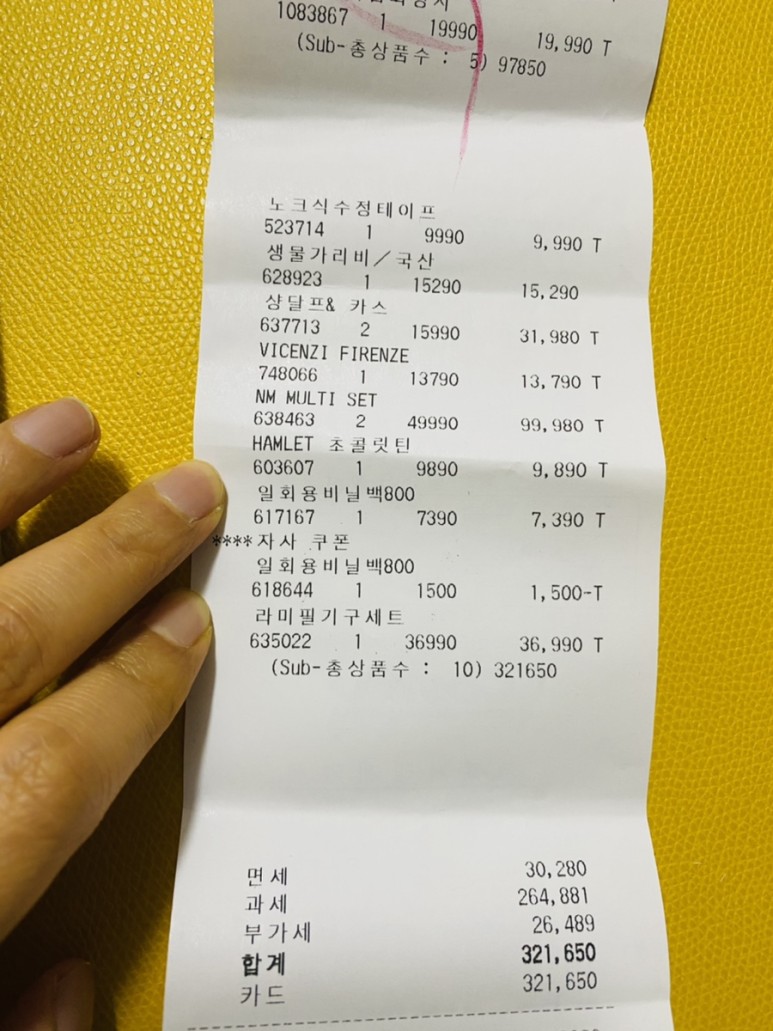 1083867 1 19990 19,990 T
(Sub-총상품수 : 5) 97850
노크식수정테이프
523714 1 9990 9,990 T
생물가리비/국산
628923 1 15290 15,290
샹달프& 카스
637713 2 15990 31,980 T
VICENZI FIRENZE
748066 1 13790 13,790 T
NM MULTI SET
638463 2 49990 99,980 T
HAMLET 초콜릿틴
603607 1 9890 9,890 T
일회용비닐백800
617167 1 7390 7,390 T
****자사 쿠폰
일회용비닐백800
618644 1 1500 1,500-T
라미필기구세트
635022 1 36990 36,990 T
(Sub-총상품수 : 10) 321650
면세 30,280
과세 264,881
부가세 26,489
합계 321,650
카드 321,650